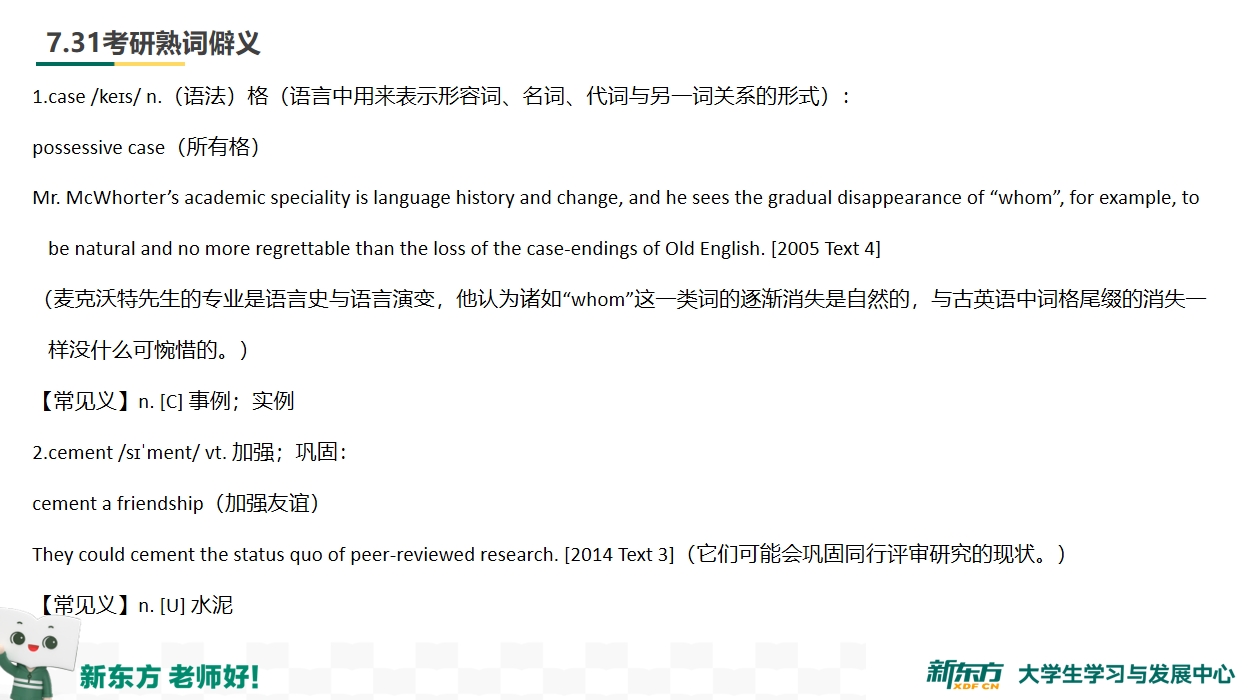 7.31考研熟词僻义
1.case /keɪs/ n.（语法）格（语言中用来表示形容词、名词、代词与另一词关系的形式）:
possessive case（所有格）
Mr. McWhorter’s academic speciality is language history and change, and he sees the gradual disappearance of “whom”, for example, to
be natural and no more regrettable than the loss of the case-endings of Old English. [2005 Text 4]
（麦克沃特先生的专业是语言史与语言演变，他认为诸如“whom”这一类词的逐渐消失是自然的，与古英语中词格尾缀的消失一
样没什么可惋惜的。）
【常见义】n. [C] 事例；实例
2.cement /sɪˈment/ vt. 加强；巩固：
cement a friendship（加强友谊）
They could cement the status quo of peer-reviewed research. [2014 Text 3]（它们可能会巩固同行评审研究的现状。）
【常见义】n. [U] 水泥
新东方 老师好！
新东方 XDF CN 大学生学习与发展中心